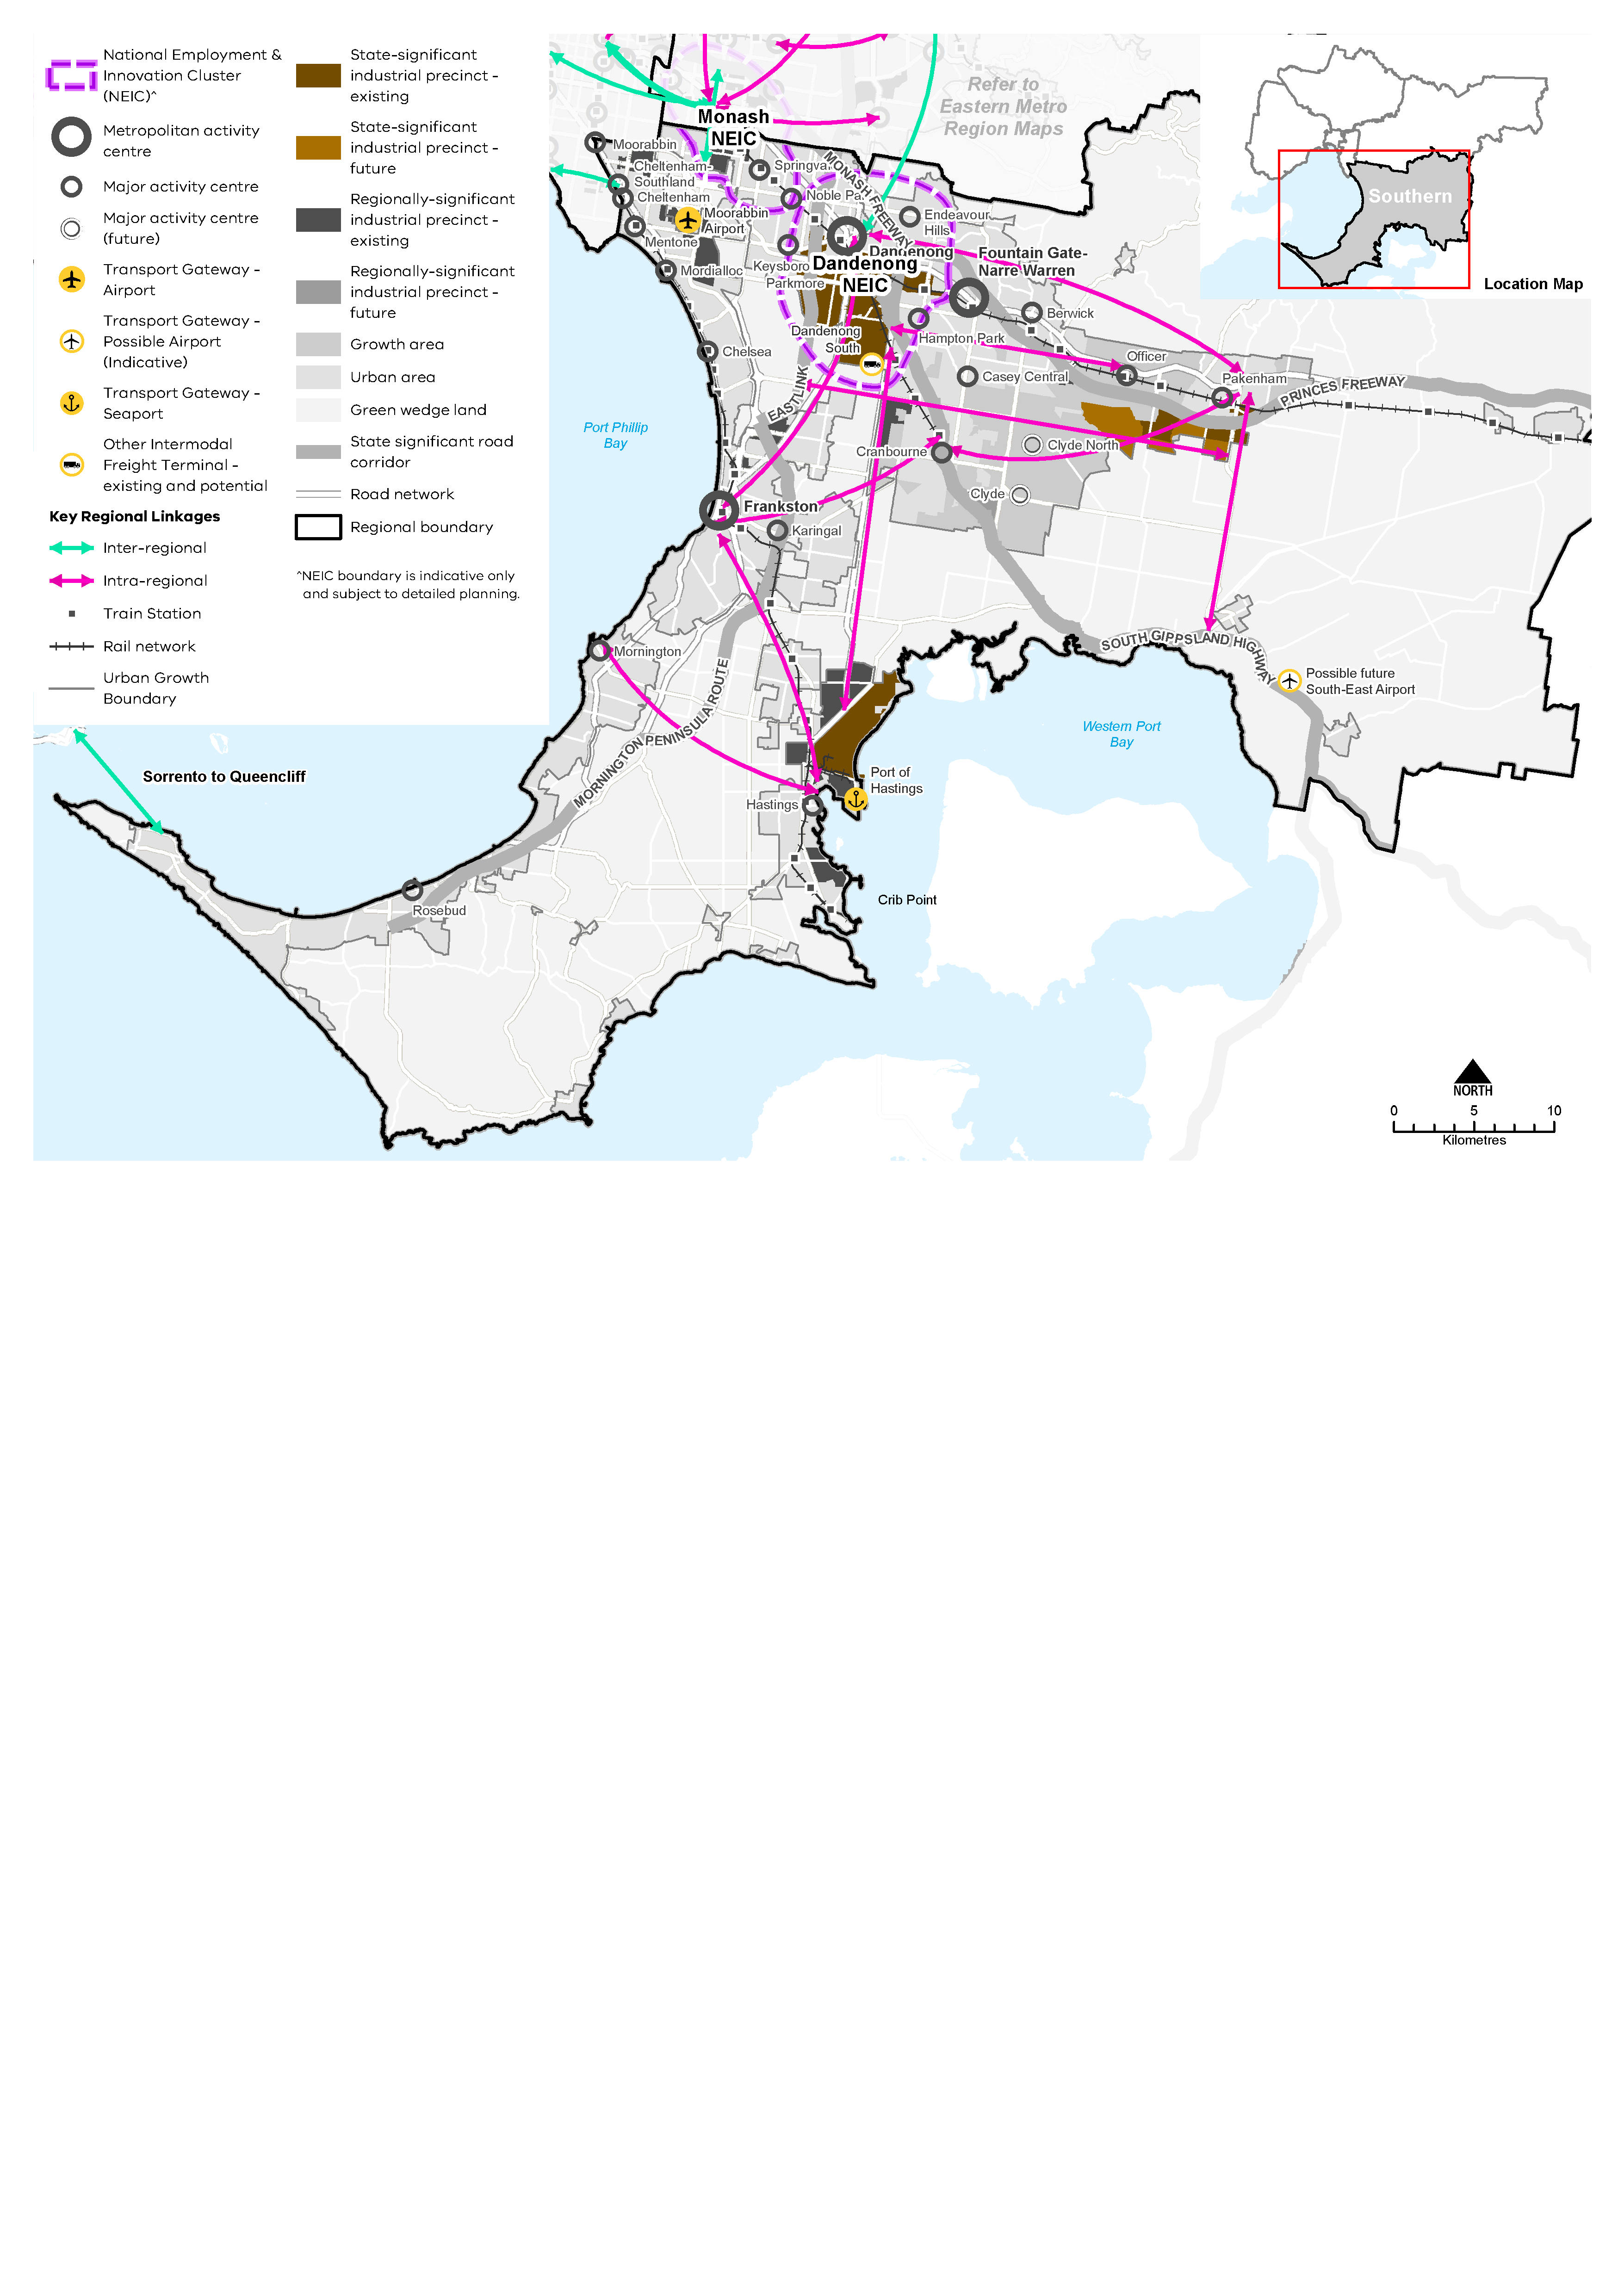 National Employment &
Innovation Cluster
(NEIC)^
Metropolitan activity
centre
Major activity centre
Major activity centre
(future)
Transport Gateway -
Airport
Transport Gateway -
Possible Airport
(Indicative)
Transport Gateway -
Seaport
Other Intermodal
Freight Terminal -
existing and potential
Key Regional Linkages
Inter-regional
Intra-regional
Train Station
Rail network
Urban Growth
Boundary
State-significant
industrial precinct -
existing
State-significant
industrial precinct -
future
Regionally-significant
industrial precinct -
existing
Regionally-significant
industrial precinct -
future
Growth area
Urban area
Green wedge land
State significant road
corridor
Road network
Regional boundary
^NEIC boundary is indicative only
and subject to detailed planning.
Refer to
Eastern Metro
Region Maps
Southern
Location Map
Monash
NEIC
Moorabbin
Cheltenham-
Southland
Cheltenham
Springva
Noble Pa
MONASH FREEWAY
Moorabbin
Airport
Mentone
Mordialloc
Endeavour
Hills
Keysboro
Parkmore
Dandenong
Dandenong
NEIC
Fountain Gate-
Narre Warren
Berwick
Dandenong
South
Hampton Park
Chelsea
Casey Central
Officer
Pakenham
PRINCES FREEWAY
EASTLINK
Port Phillip
Bay
Cranbourne
Clyde North
Clyde
Frankston
Karingal
Mornington
SOUTH GIPPSLAND HIGHWAY
Possible future
South-East Airport
MORNINGTON PENINSULA ROUTE
Western Port
Bay
Sorrento to Queencliff
Port of
Hastings
Hastings
Crib Point
Rosebud
NORTH
0 5 10
Kilometres